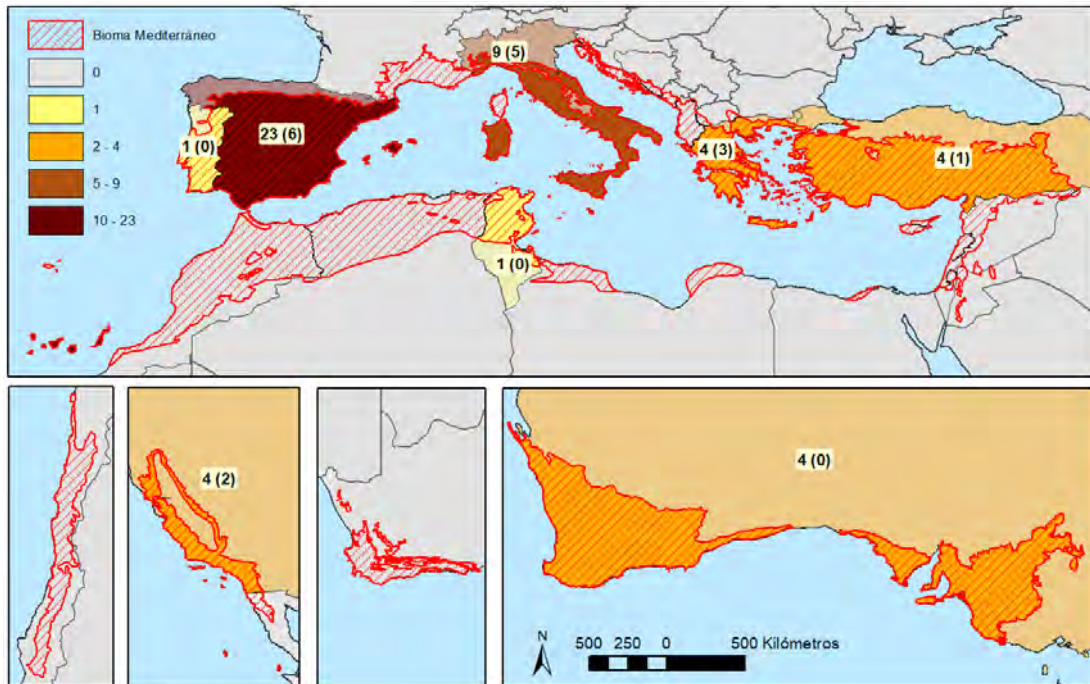 Bioma Mediterráneo
0
1
2 - 4
5 - 9
10 - 23
9 (5)
23 (6)
1 (0)
4 (3)
4 (1)
1 (0)
4 (2)
4 (0)
N
500 250 0 500 Kilómetros